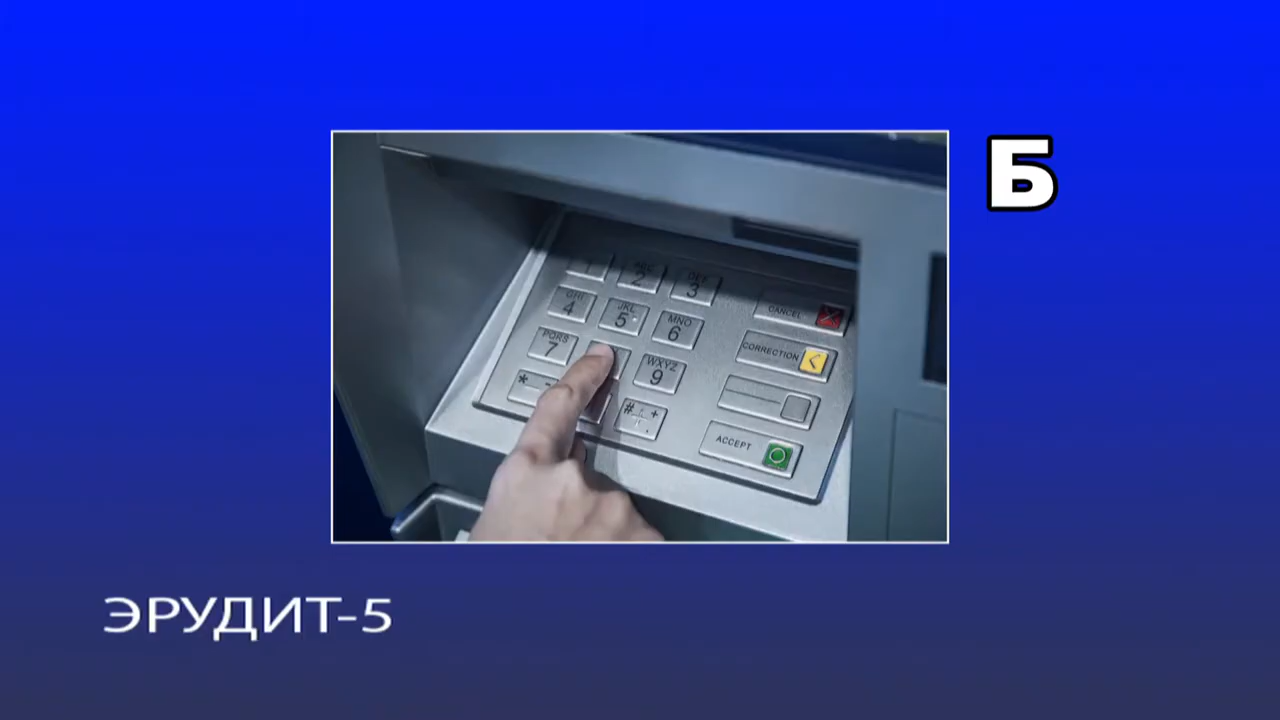 Б
1
ABC
2
DEF
3
GHI
4
JKL
5
MNO
6
PQRS
7
WXYZ
9
*
#
CANCEL
CORRECTION
ACCEPT
ЭРУДИТ-5